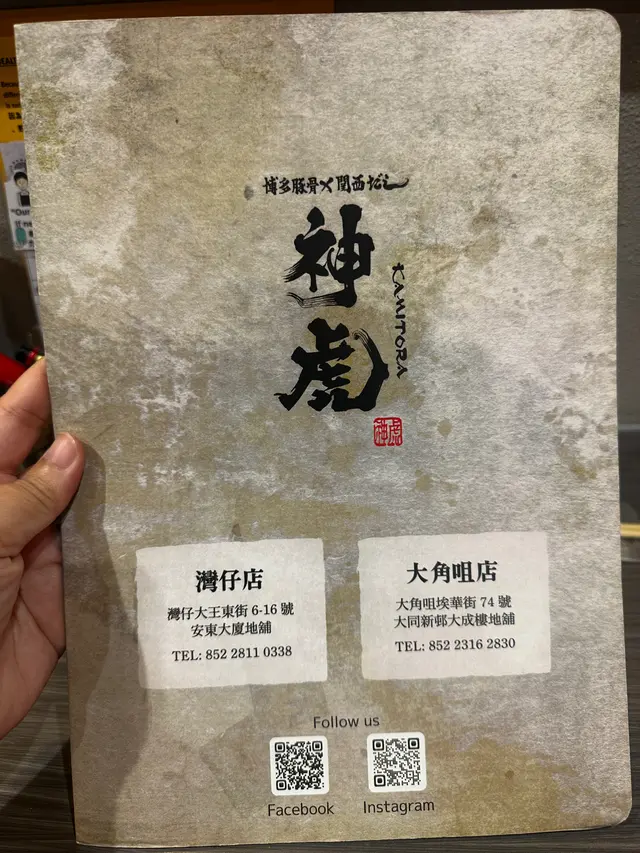 博多豚骨×関西だし
神虎
KAMITORA
灣仔店
灣仔大王東街 6-16 號
安東大廈地舖
TEL: 852 2811 0338
大角咀店
大角咀埃華街 74 號
大同新邨大成樓地舖
TEL: 852 2316 2830
Follow us
Facebook
Instagram